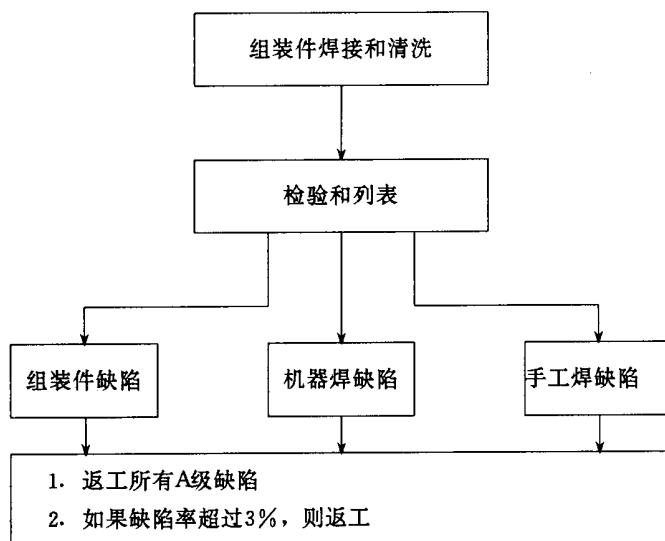 组装件焊接和清洗
检验和列表
组装件缺陷
机器焊缺陷
手工焊缺陷
1. 返工所有A级缺陷
2. 如果缺陷率超过3%，则返工